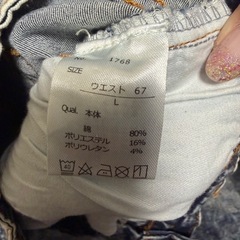 No. 1768
SIZE
ウエスト 67
L
Qual. 本体
綿 80%
ポリエステル 16%
ポリウレタン 4%